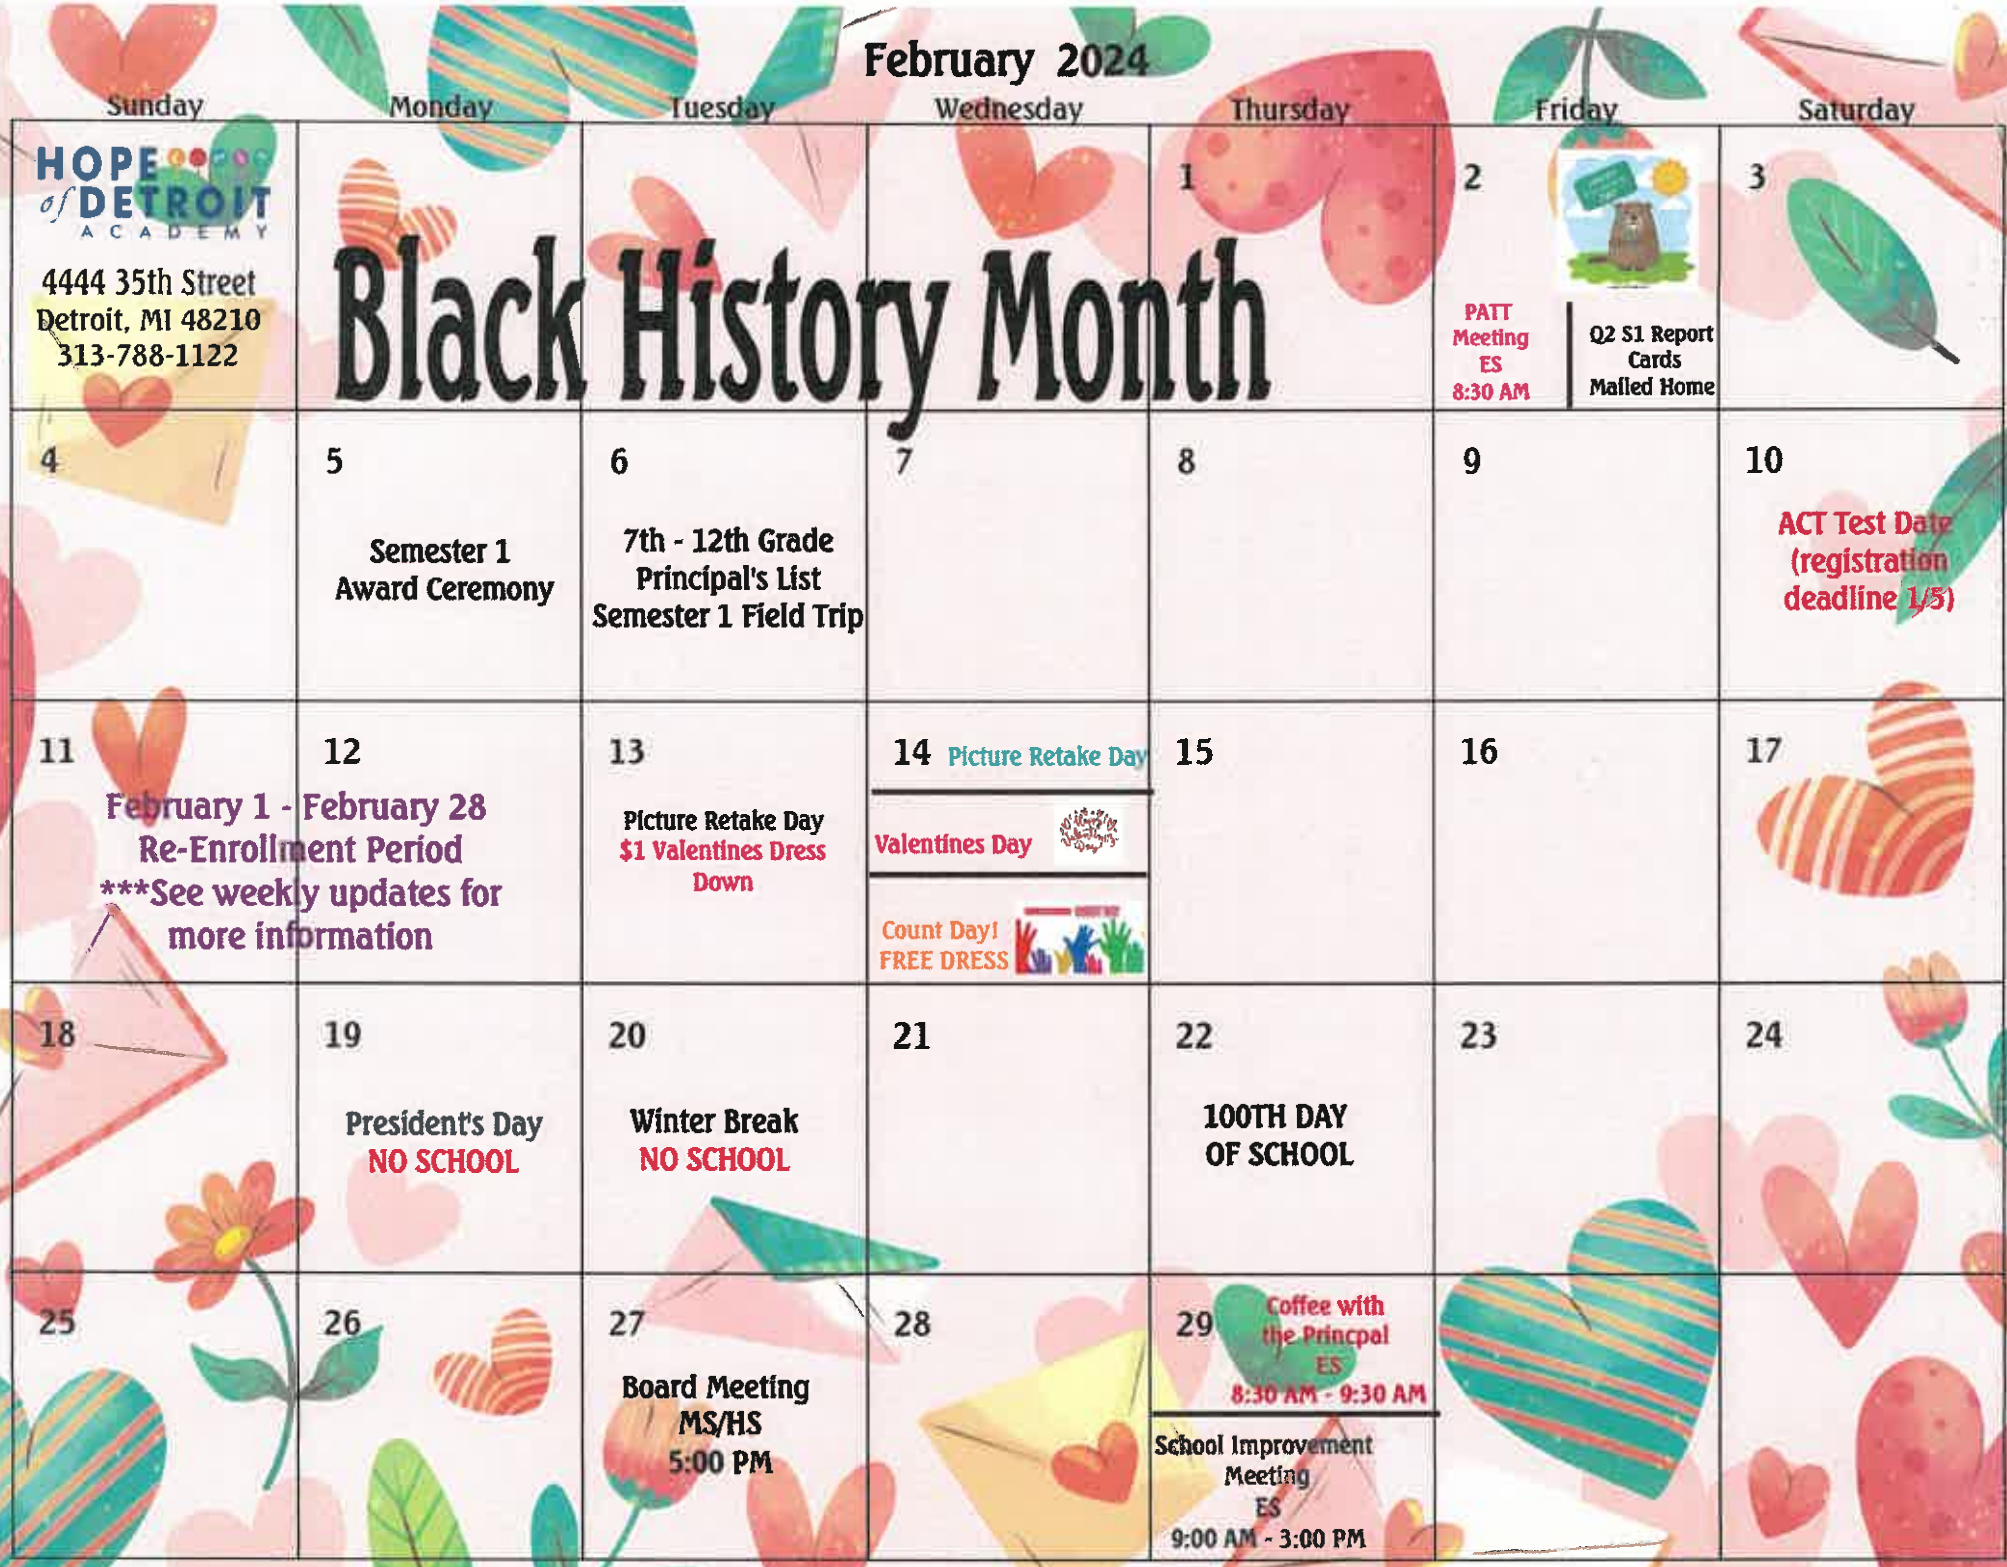 February 2024
Sunday Monday Tuesday Wednesday Thursday Friday Saturday
HOPE
of DETROIT
ACADEMY
4444 35th Street
Detroit, MI 48210
313-788-1122
Black History Month
1
2
PATT
Meeting
ES
8:30 AM
Q2 S1 Report
Cards
Mailed Home
3
4
5
Semester 1
Award Ceremony
6
7th - 12th Grade
Principal's List
Semester 1 Field Trip
7
8
9
10
ACT Test Date
(registration
deadline 1/5)
11
12
February 1 - February 28
Re-Enrollment Period
***See weekly updates for
more information
13
Picture Retake Day
$1 Valentines Dress
Down
14 Picture Retake Day
Valentines Day
Count Day!
FREE DRESS
15
16
17
18
19
President's Day
NO SCHOOL
20
Winter Break
NO SCHOOL
21
22
100TH DAY
OF SCHOOL
23
24
25
26
27
Board Meeting
MS/HS
5:00 PM
28
29
Coffee with
the Princpal
ES
8:30 AM - 9:30 AM
School Improvement
Meeting
ES
9:00 AM - 3:00 PM